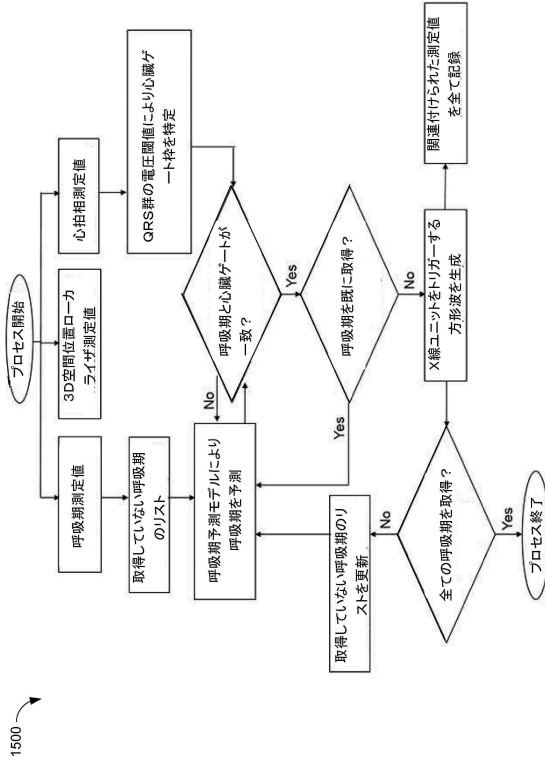 1500
プロセス開始
呼吸期測定値
3D空間位置ローカ
ライザ測定値
心拍相測定値
取得していない呼吸期
のリスト
QRS群の電圧閾値により心臓ゲ
ート枠を特定
呼吸期予測モデルにより
呼吸期を予測
No
呼吸期と心臓ゲートが
一致？
Yes
呼吸期を既に取得？
Yes
No
取得していない呼吸期のリ
ストを更新
No
全ての呼吸期を取得？
Yes
プロセス終了
X線ユニットをトリガーする
方形波を生成
関連付けられた測定値
を全て記録